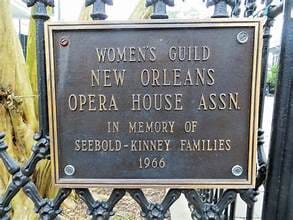 WOMEN'S GUILD
NEW ORLEANS
OPERA HOUSE ASSN.
IN MEMORY OF
SEEBOLD-KINNEY FAMILIES
1966